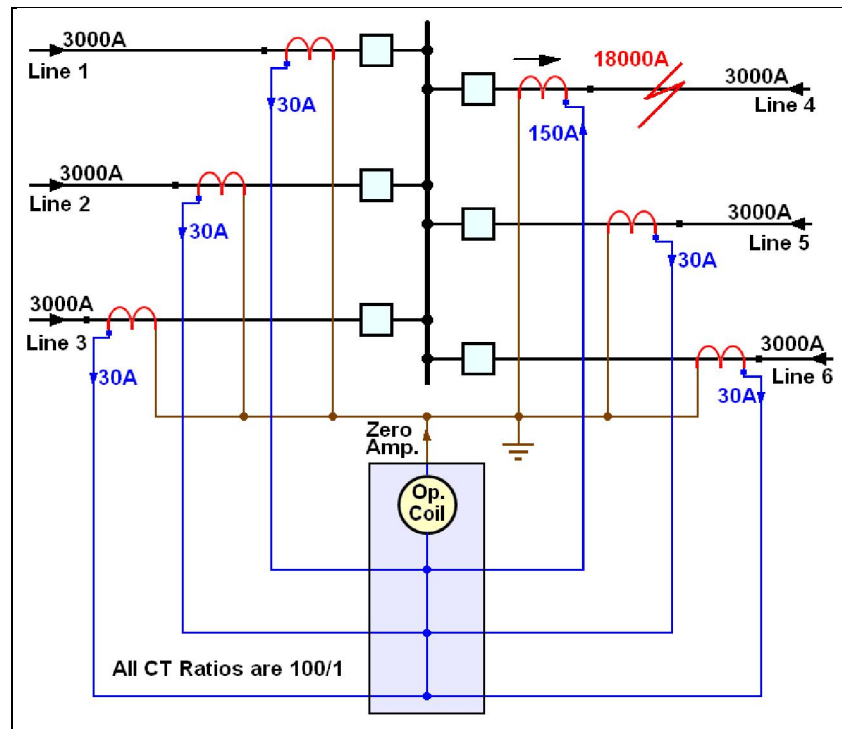 3000A
Line 1
30A
18000A
3000A
Line 4
150A
3000A
Line 2
30A
3000A
Line 5
30A
3000A
Line 3
30A
3000A
Line 6
30A
Zero
Amp.
Op.
Coil
All CT Ratios are 100/1